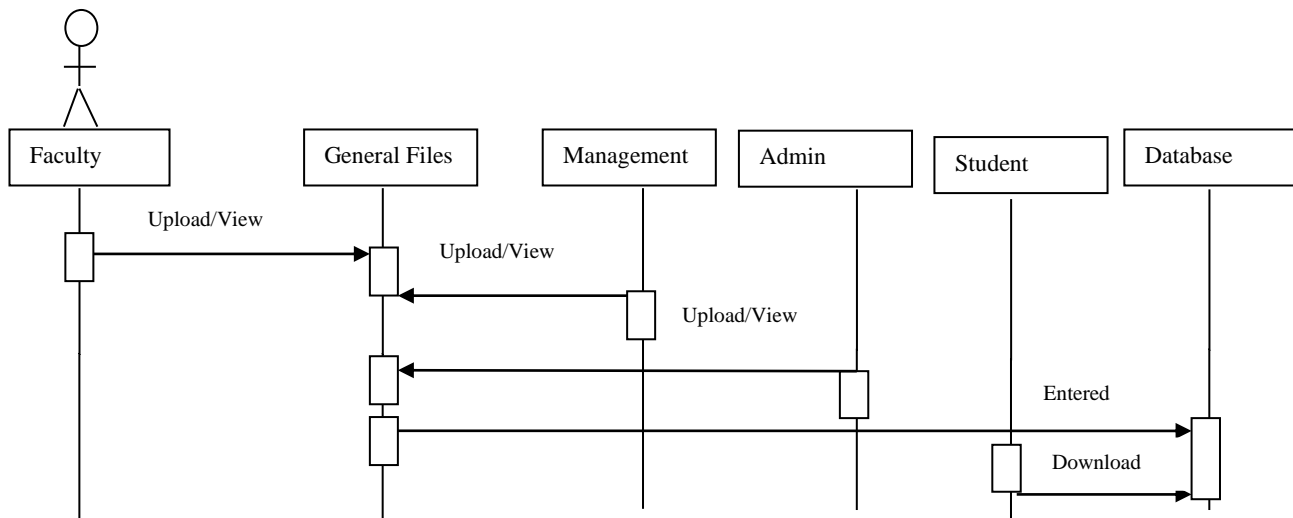 Faculty
General Files
Management
Admin
Student
Database
Upload/View
Upload/View
Upload/View
Entered
Download